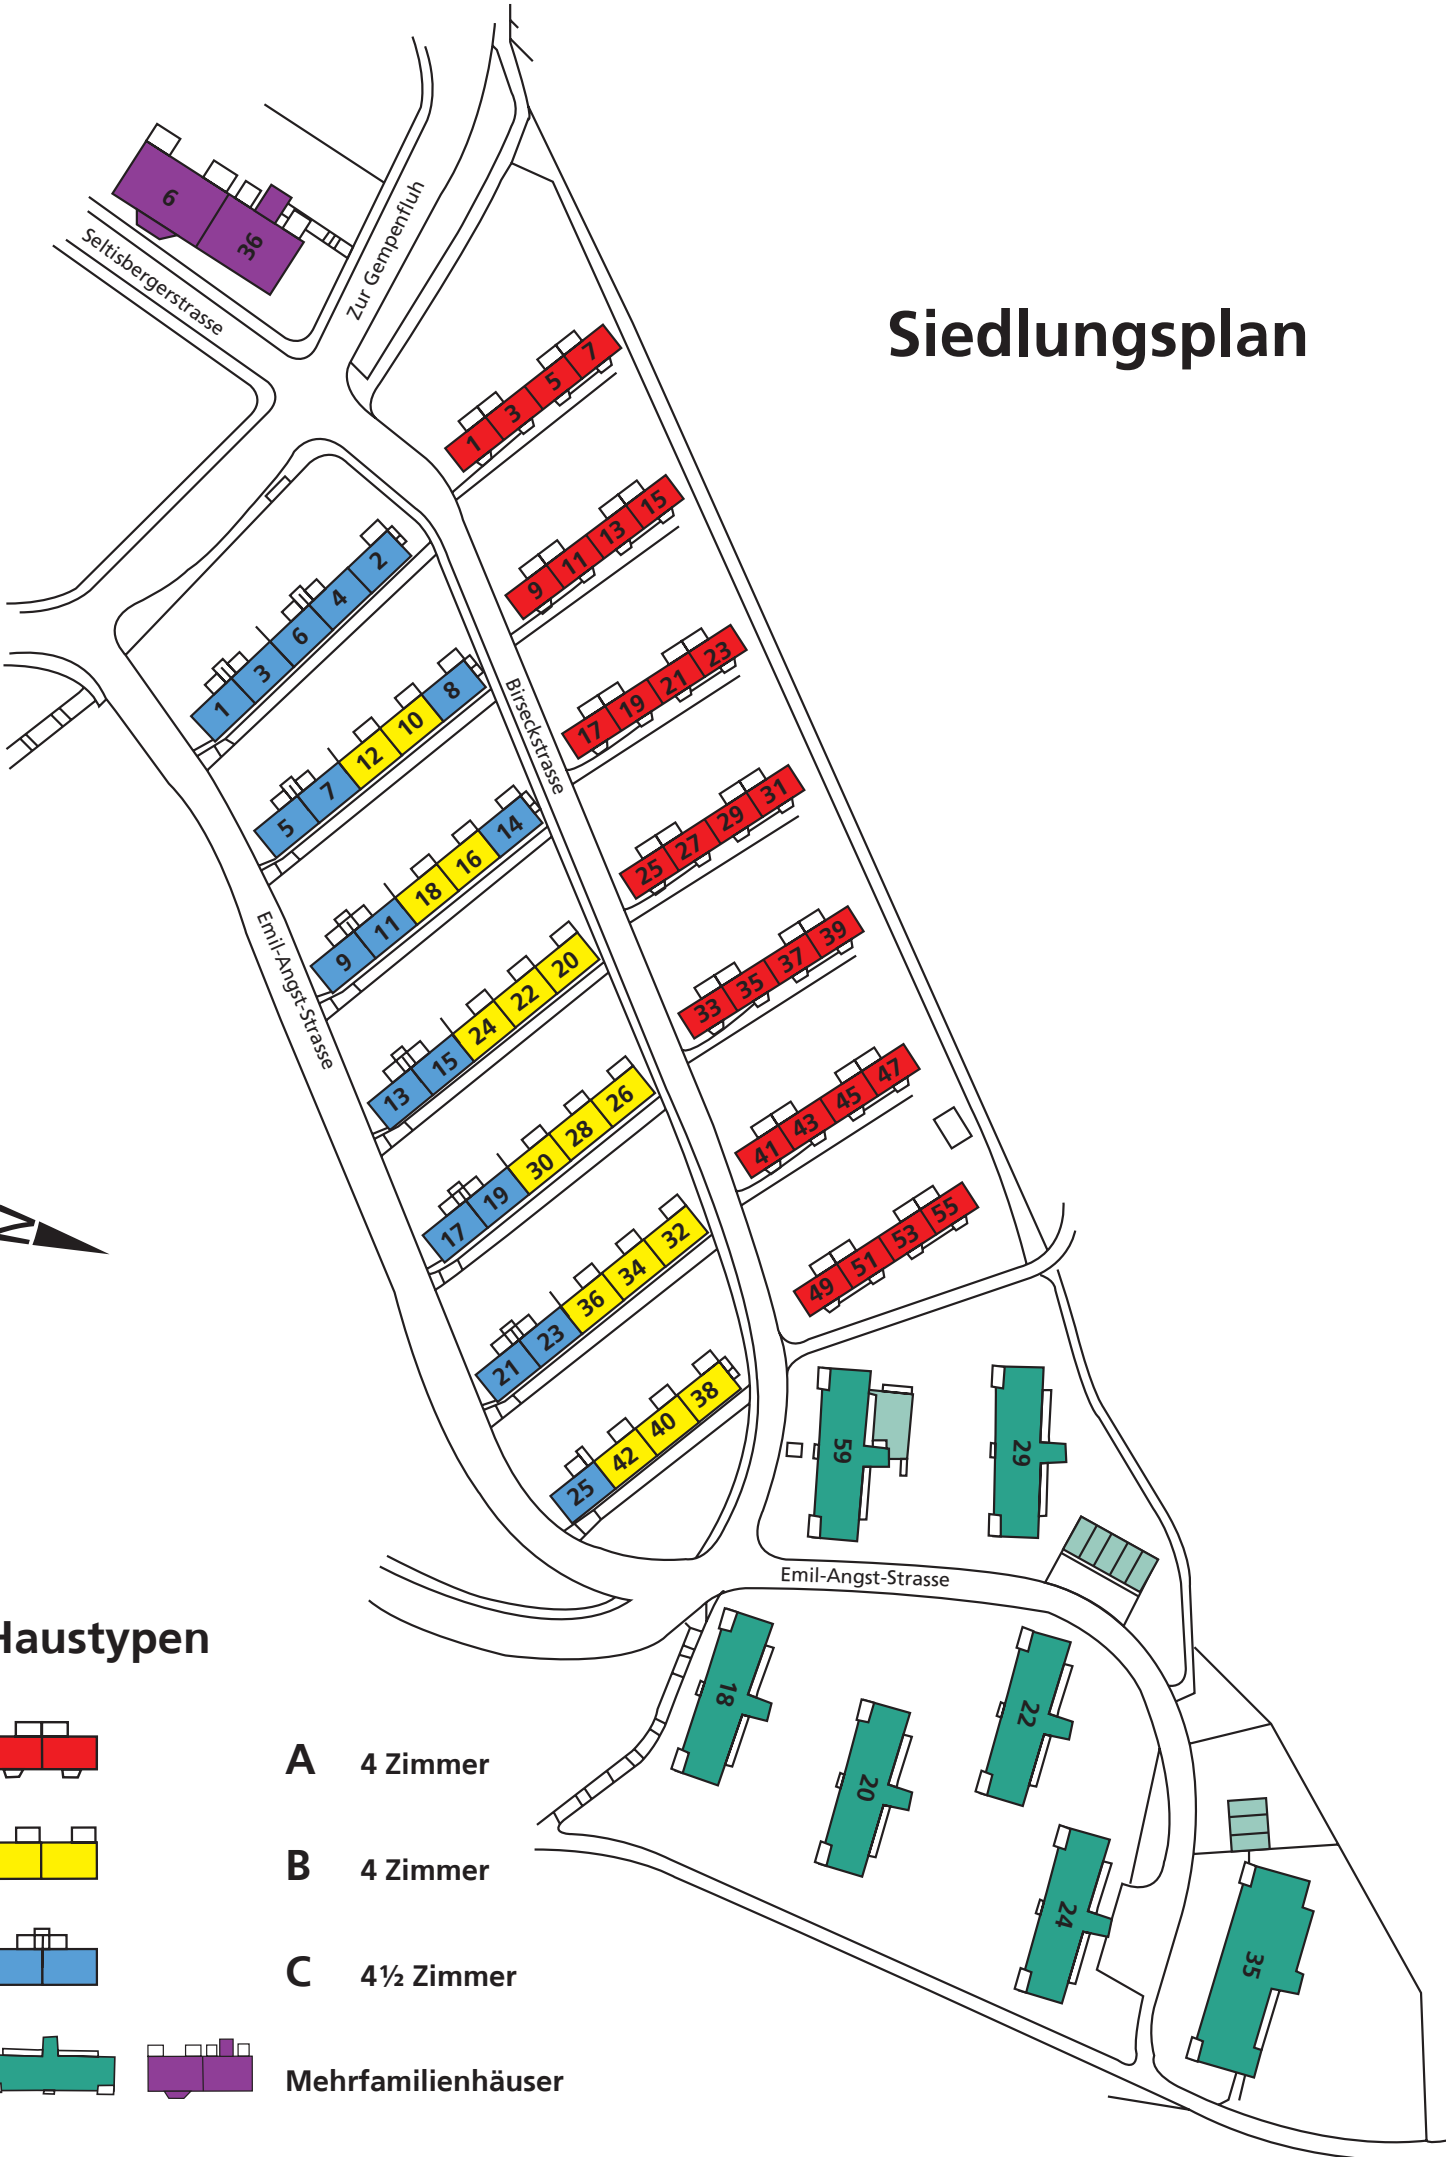 6
36
Seltisbergerstrasse
Zur Gempenfluh
Siedlungsplan
1 3 5 7
9 11 13 15
17 19 21 23
25 27 29 31
33 35 37 39
41 43 45 47
49 51 53 55
Birseckstrasse
1 3 6 4 2
5 7 12 10 8
9 11 18 16 14
13 15 24 22 20
17 19 30 28 26
21 23 36 34 32
25 42 40 38
Emil-Angst-Strasse
N
59
29
Emil-Angst-Strasse
18
20
22
24
35
Haustypen
A 4 Zimmer
B 4 Zimmer
C 4½ Zimmer
Mehrfamilienhäuser